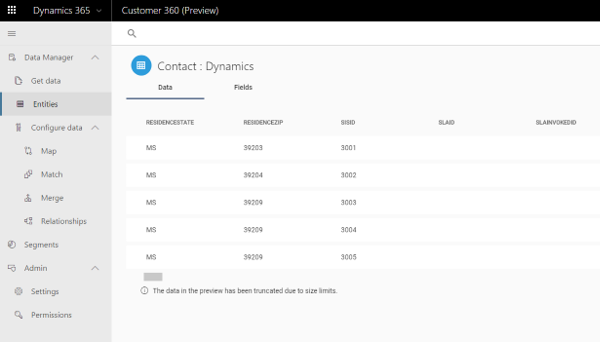 Dynamics 365 Customer 360 (Preview)
Data Manager
Get data
Entities
Configure data
Map
Match
Merge
Relationships
Segments
Admin
Settings
Permissions
Contact : Dynamics
Data Fields
RESIDENCESTATE RESIDENCEZIP SISID SLAID SLAINVOKEDID
MS 39203 3001
MS 39204 3002
MS 39209 3003
MS 39209 3004
MS 39209 3005
The data in the preview has been truncated due to size limits.